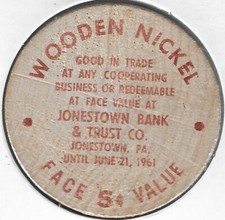 WOODEN NICKEL
GOOD IN TRADE
AT ANY COOPERATING
BUSINESS OR REDEEMABLE
AT FACE VALUE AT
JONESTOWN BANK
& TRUST CO.
JONESTOWN, PA.
UNTIL JUNE 21, 1961
FACE 5¢ VALUE